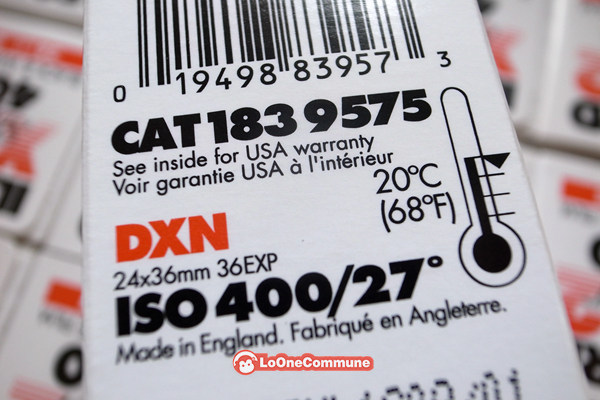 0 19498 83957 3
CAT 183 9575
See inside for USA warranty
Voir garantie USA à l'intérieur
20°C
(68°F)
DXN
24x36mm 36EXP
ISO 400/27°
Made in England. Fabriqué en Angleterre.
LoOneCommune